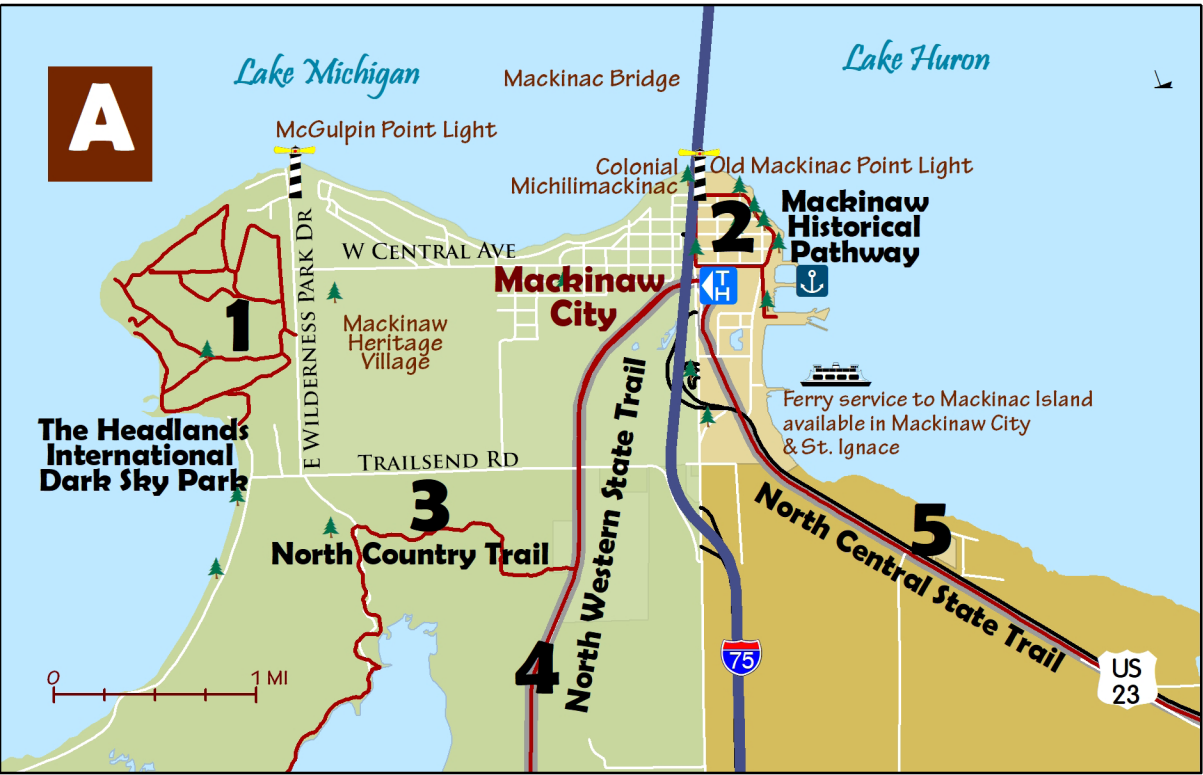 A
Lake Michigan
Lake Huron
Mackinac Bridge
McGulpin Point Light
Colonial
Michilimackinac
Old Mackinac Point Light
2
Mackinaw
Historical
Pathway
E Wilderness Park Dr
W Central Ave
Mackinaw
City
TH
1
Mackinaw
Heritage
Village
Ferry service to Mackinac Island
available in Mackinaw City
& St. Ignace
The Headlands
International
Dark Sky Park
Trailsend Rd
3
North Country Trail
4
North Western State Trail
5
North Central State Trail
75
US
23
0 1 MI